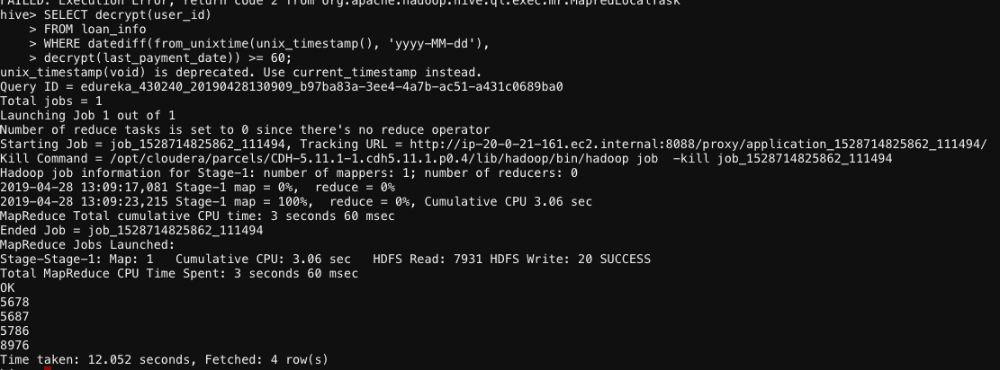 FAILED: Execution Error, return code 2 from org.apache.hadoop.hive.ql.exec.mr.MapredLocalTask
hive> SELECT decrypt(user_id)
    > FROM loan_info
    > WHERE datediff(from_unixtime(unix_timestamp(), 'yyyy-MM-dd'),
    > decrypt(last_payment_date)) >= 60;
unix_timestamp(void) is deprecated. Use current_timestamp instead.
Query ID = edureka_430240_20190428130909_b97ba83a-3ee4-4a7b-ac51-a431c0689ba0
Total jobs = 1
Launching Job 1 out of 1
Number of reduce tasks is set to 0 since there's no reduce operator
Starting Job = job_1528714825862_111494, Tracking URL = http://ip-20-0-21-161.ec2.internal:8088/proxy/application_1528714825862_111494/
Kill Command = /opt/cloudera/parcels/CDH-5.11.1-1.cdh5.11.1.p0.4/lib/hadoop/bin/hadoop job  -kill job_1528714825862_111494
Hadoop job information for Stage-1: number of mappers: 1; number of reducers: 0
2019-04-28 13:09:17,081 Stage-1 map = 0%,  reduce = 0%
2019-04-28 13:09:23,215 Stage-1 map = 100%,  reduce = 0%, Cumulative CPU 3.06 sec
MapReduce Total cumulative CPU time: 3 seconds 60 msec
Ended Job = job_1528714825862_111494
MapReduce Jobs Launched:
Stage-Stage-1: Map: 1   Cumulative CPU: 3.06 sec   HDFS Read: 7931 HDFS Write: 20 SUCCESS
Total MapReduce CPU Time Spent: 3 seconds 60 msec
OK
5678
5687
5786
8976
Time taken: 12.052 seconds, Fetched: 4 row(s)